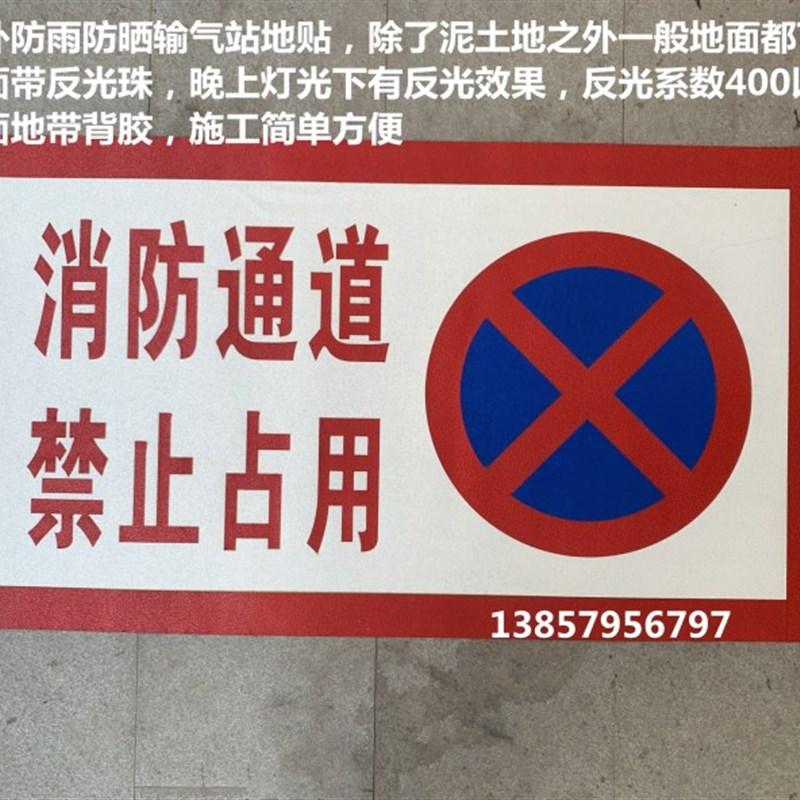 外防雨防晒输气站地贴，除了泥土地之外一般地面都
面带反光珠，晚上灯光下有反光效果，反光系数400以
面地带背胶，施工简单方便
消防通道
禁止占用
13857956797